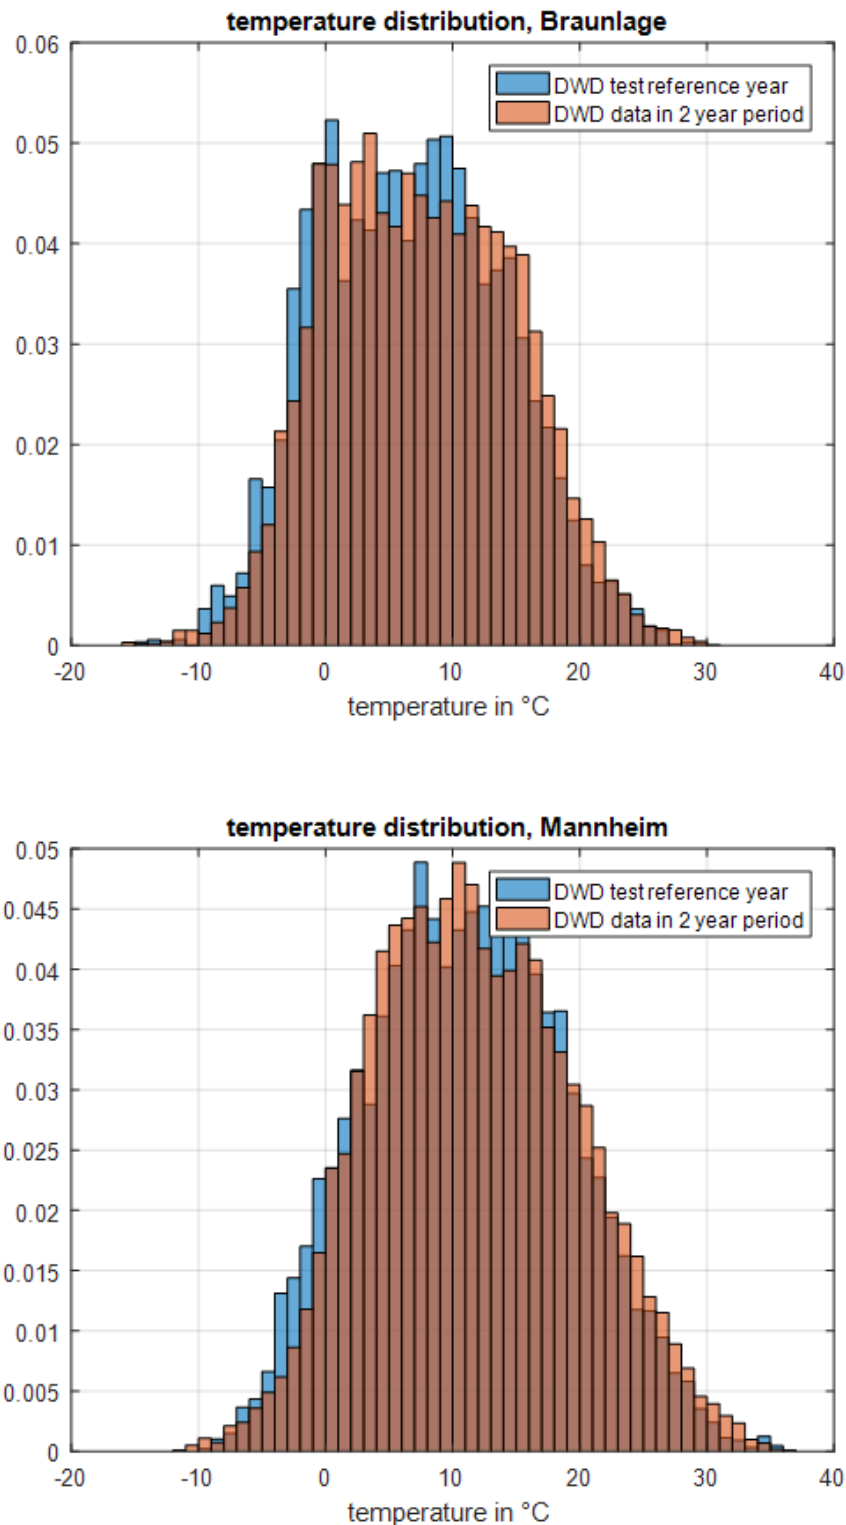 temperature distribution, Braunlage
0.06
DWD test reference year
DWD data in 2 year period
0.05
0.04
0.03
0.02
0.01
0
-20 -10 0 10 20 30 40
temperature in °C
temperature distribution, Mannheim
0.05
DWD test reference year
DWD data in 2 year period
0.045
0.04
0.035
0.03
0.025
0.02
0.015
0.01
0.005
0
-20 -10 0 10 20 30 40
temperature in °C